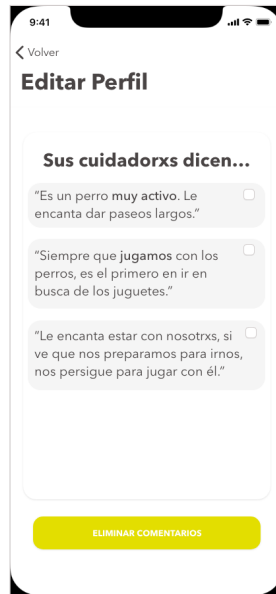 9:41
Volver
Editar Perfil
Sus cuidadorxs dicen...
“Es un perro muy activo. Le
encanta dar paseos largos.”
“Siempre que jugamos con los
perros, es el primero en ir en
busca de los juguetes.”
“Le encanta estar con nosotrxs, si
ve que nos preparamos para irnos,
nos persigue para jugar con él.”
ELIMINAR COMENTARIOS